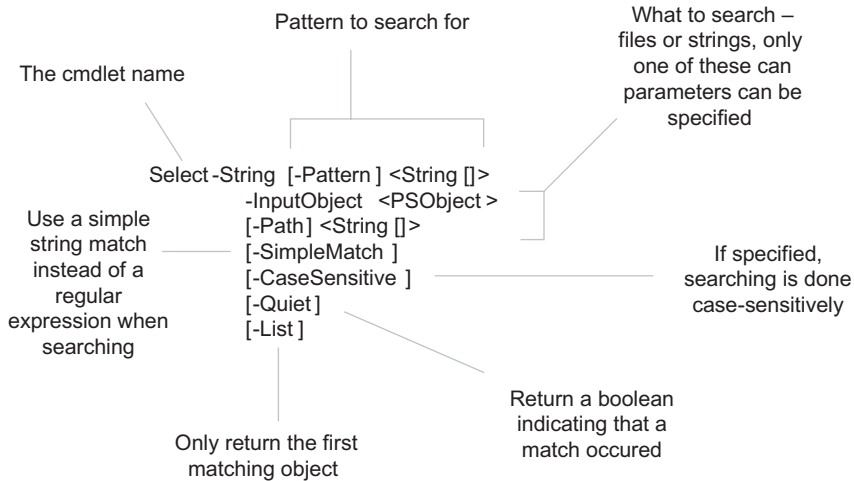 Pattern to search for
What to search –
files or strings, only
one of these can
parameters can be
specified
The cmdlet name
Select-String [-Pattern] <String []>
-InputObject <PSObject>
[-Path] <String []>
[-SimpleMatch ]
[-CaseSensitive ]
[-Quiet]
[-List ]
Use a simple
string match
instead of a
regular
expression when
searching
If specified,
searching is done
case-sensitively
Return a boolean
indicating that a
match occured
Only return the first
matching object